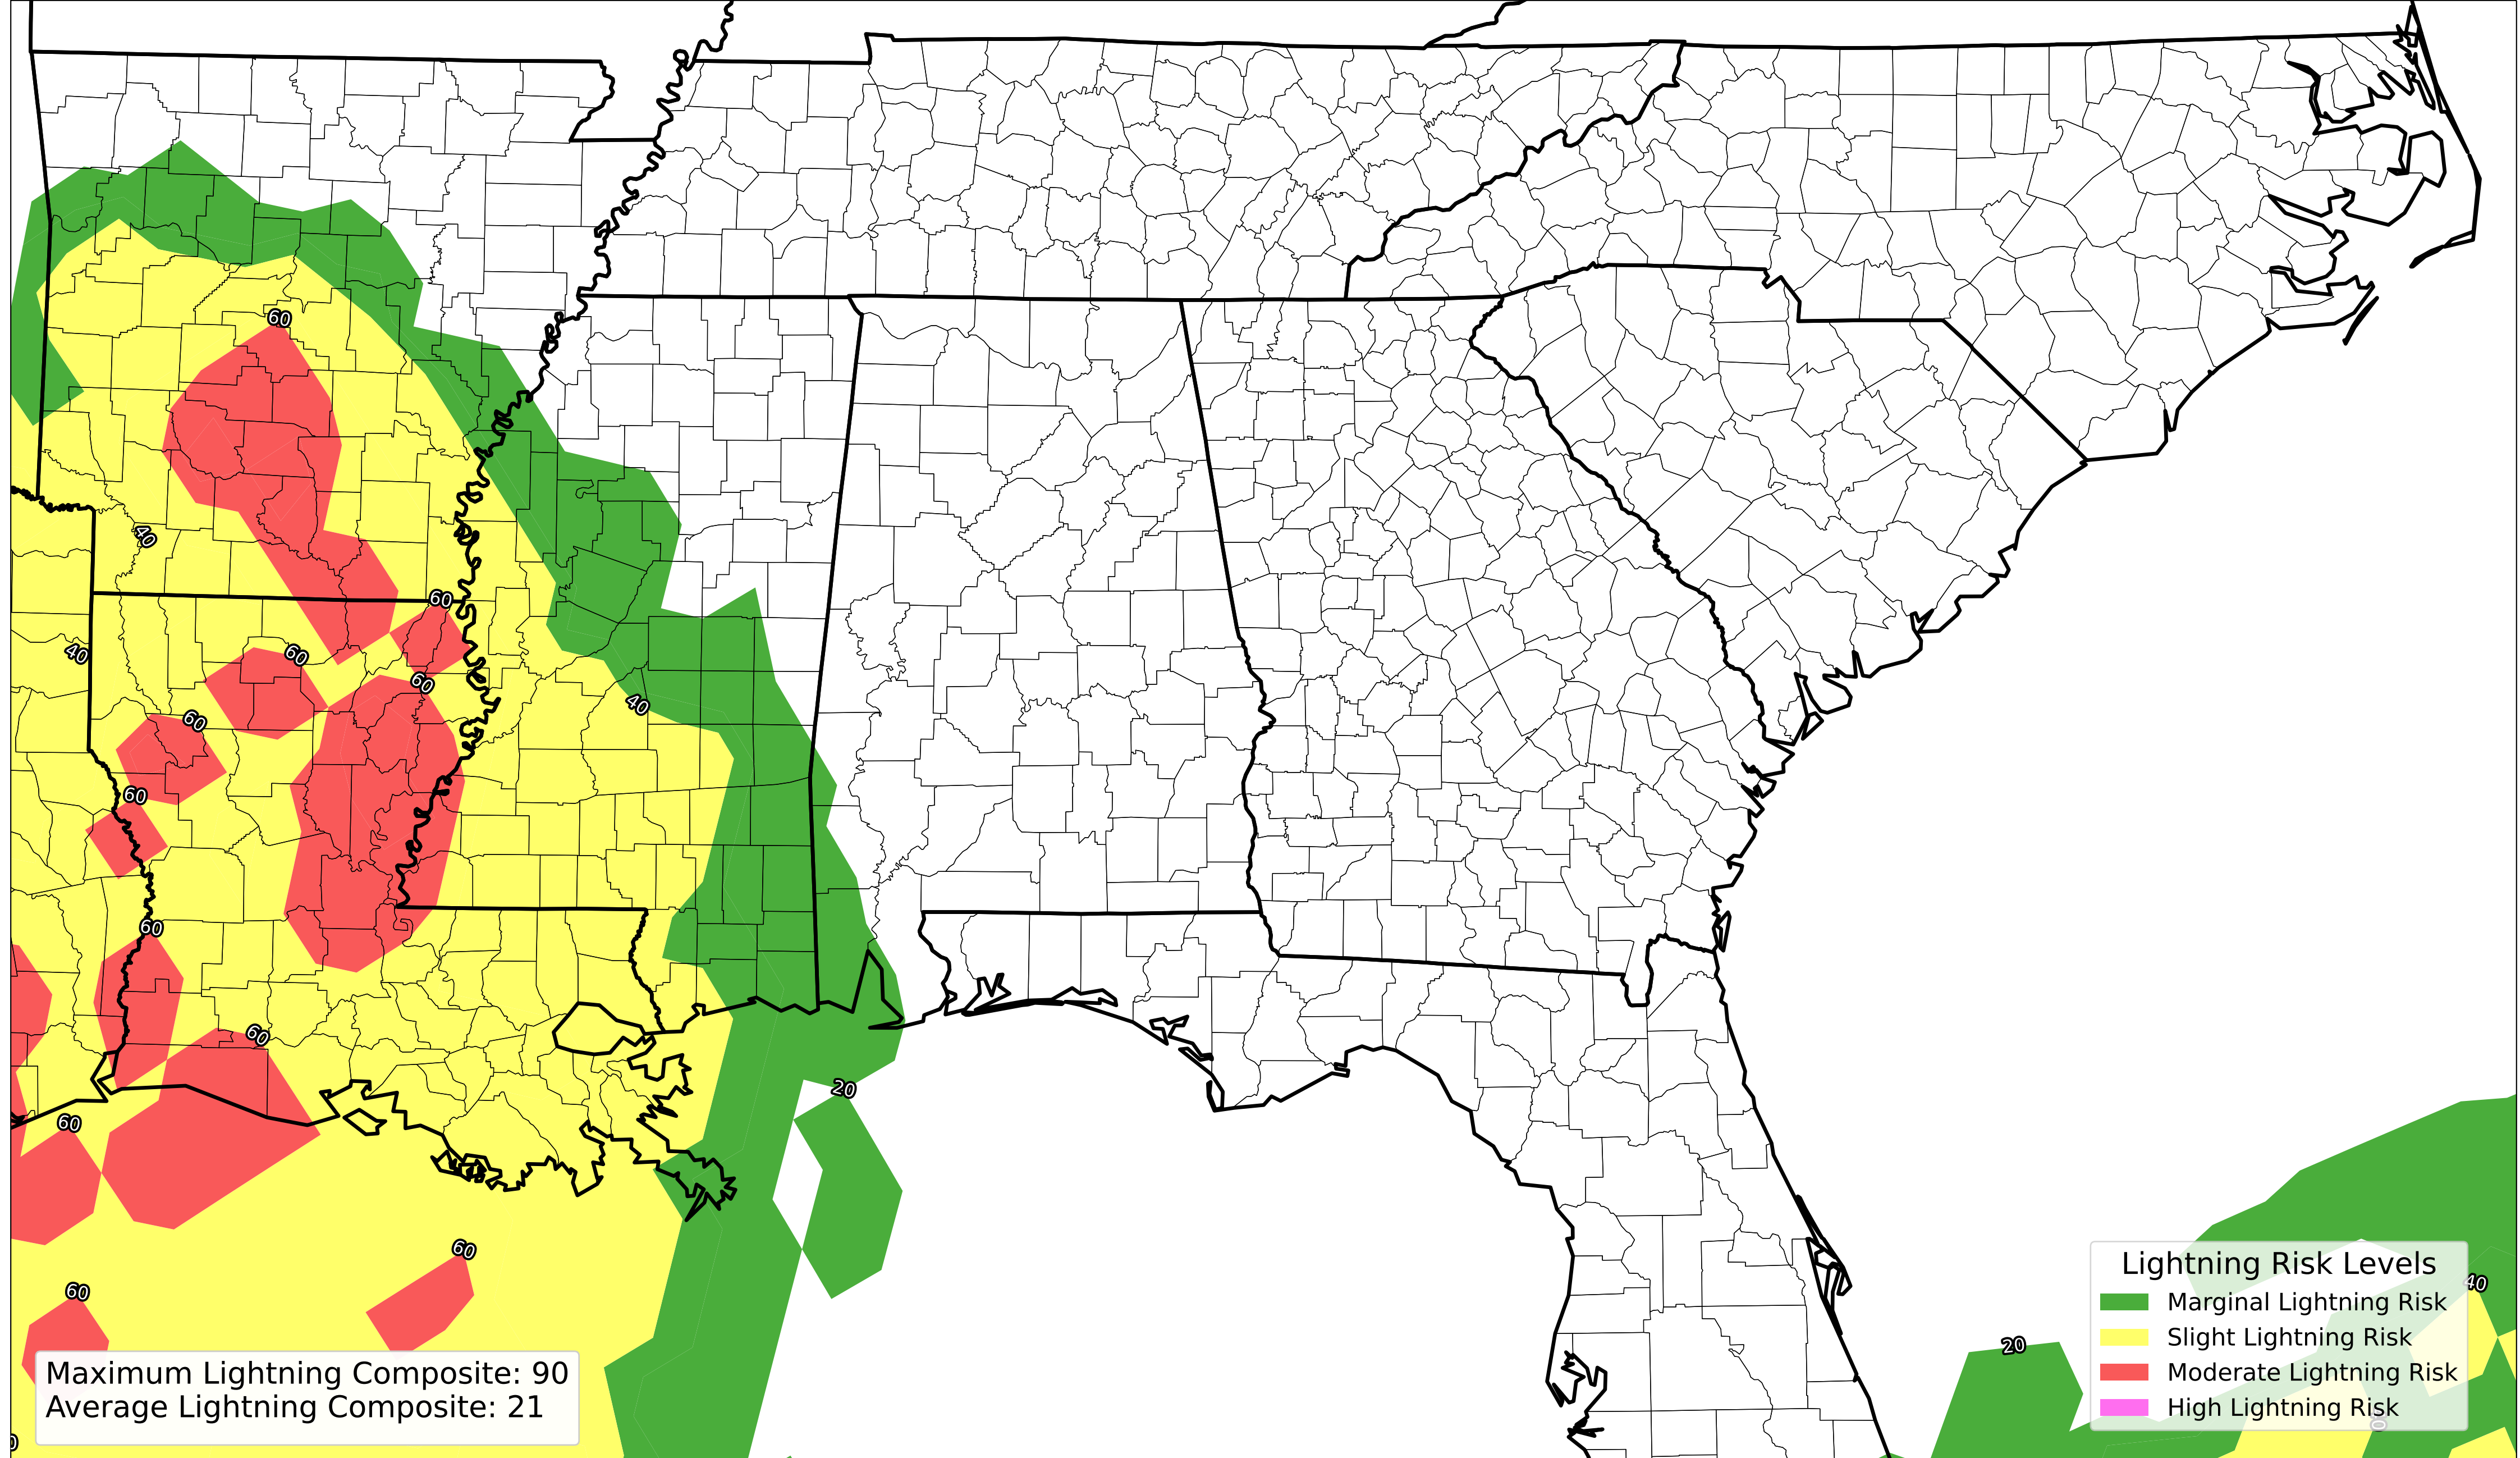 60
40
60
40
60
60
40
60
60
60
60
20
60
60
60
Maximum Lightning Composite: 90
Average Lightning Composite: 21
20
40
Lightning Risk Levels
Marginal Lightning Risk
Slight Lightning Risk
Moderate Lightning Risk
High Lightning Risk